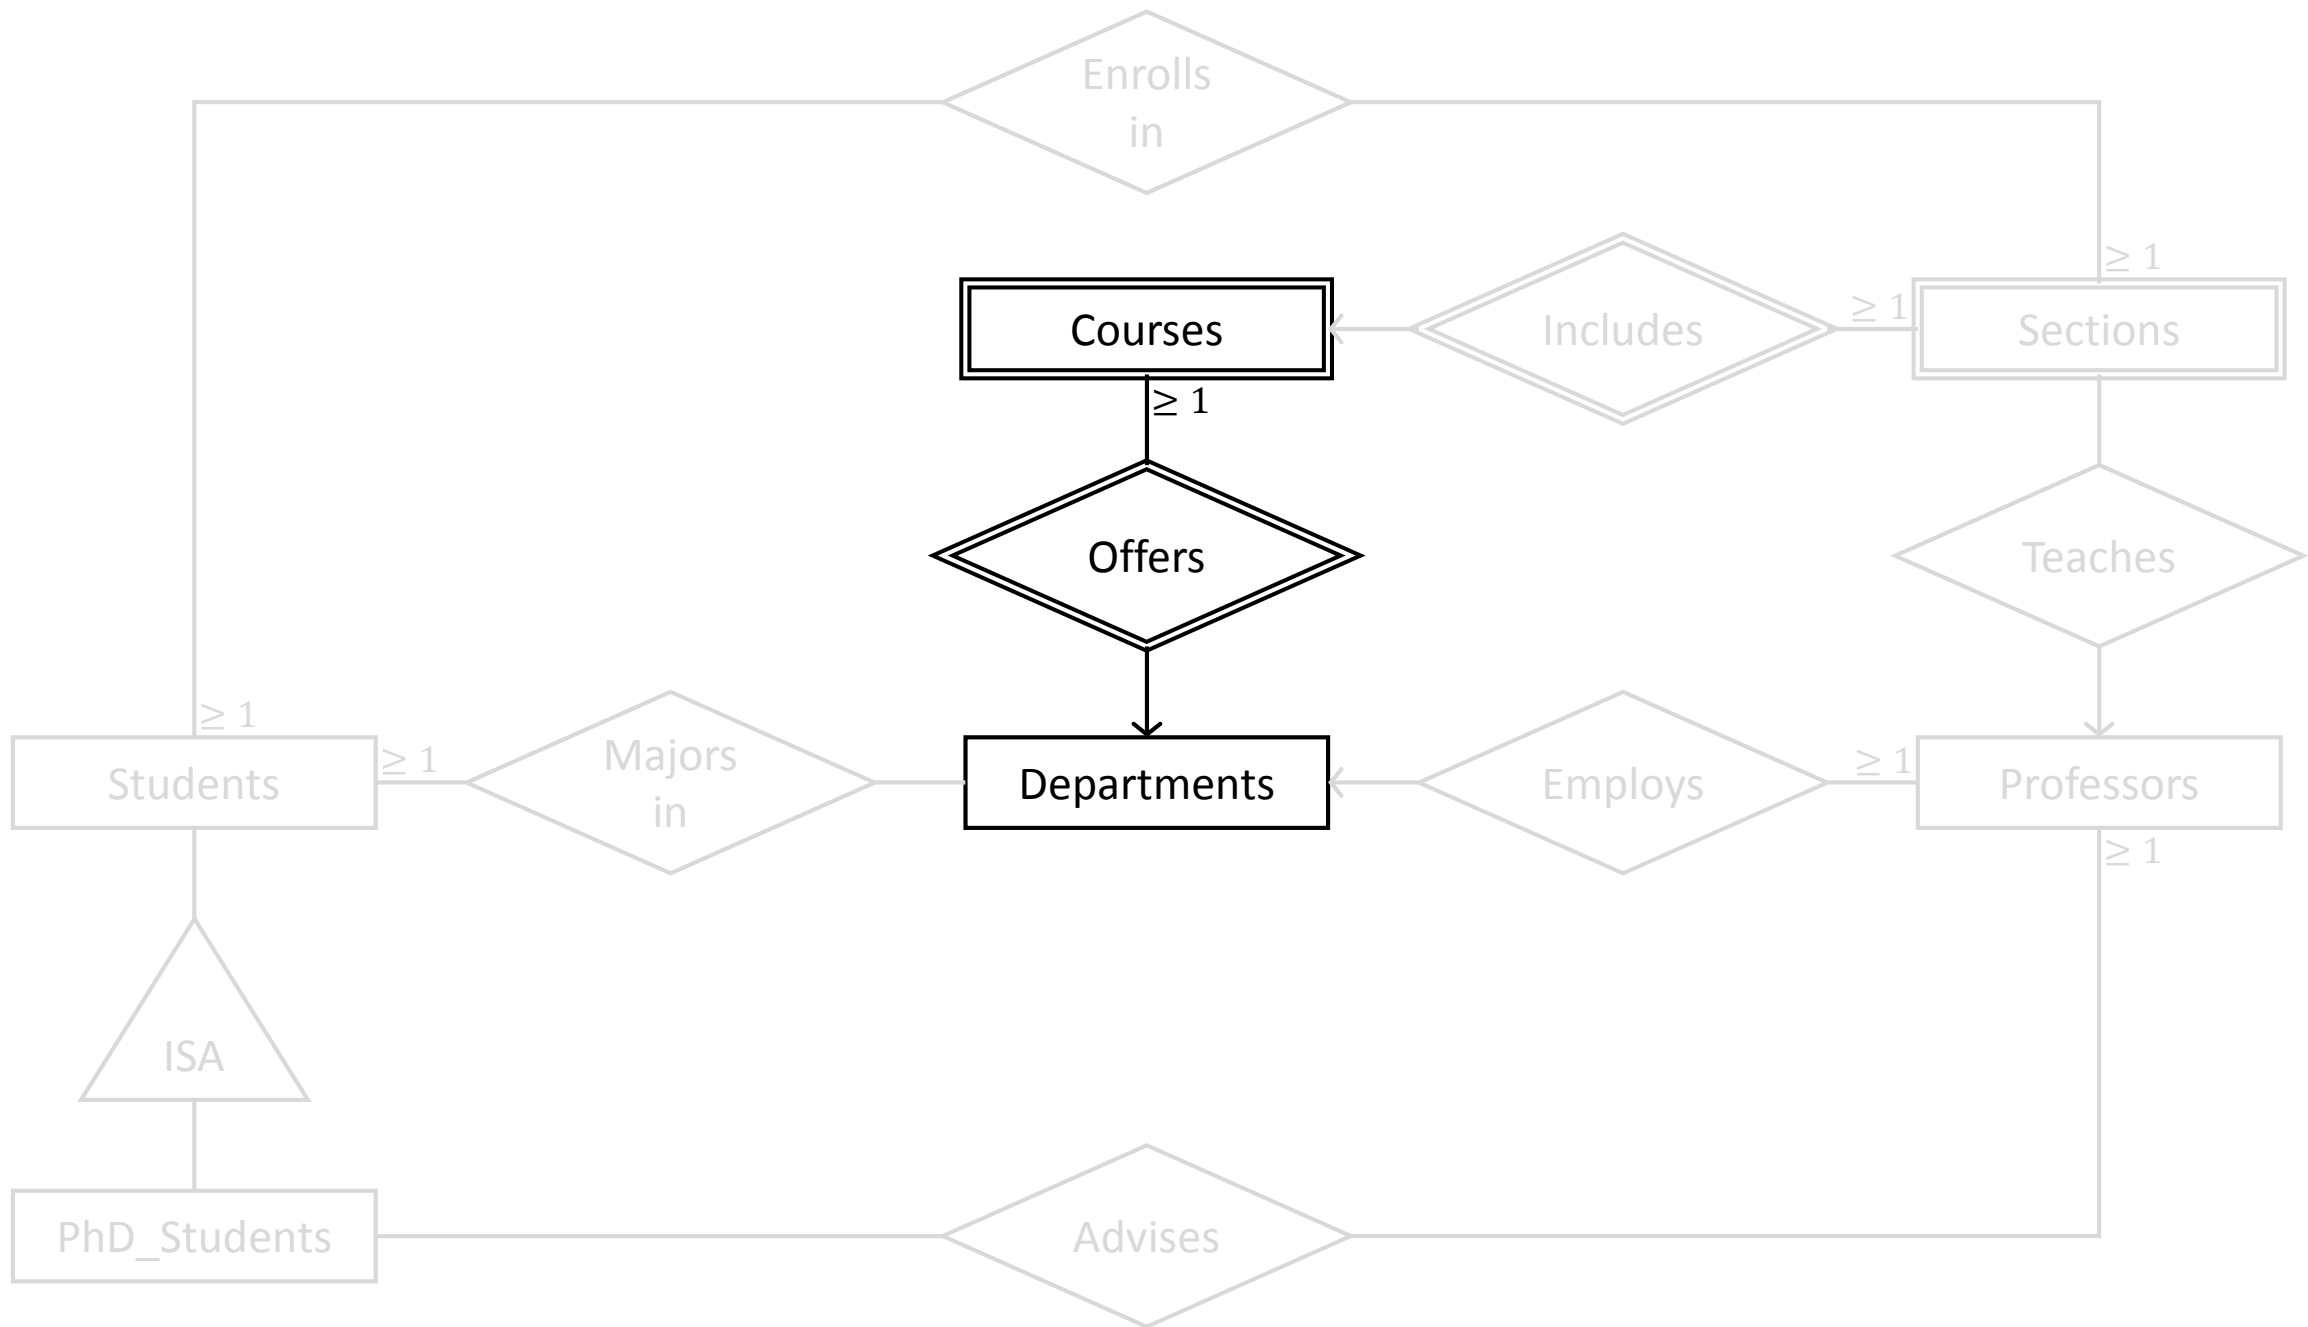 Enrolls
in
≥ 1
Courses
Includes
≥ 1
Sections
≥ 1
Offers
Teaches
≥ 1
Students
≥ 1
Majors
in
Departments
Employs
≥ 1
Professors
≥ 1
ISA
PhD_Students
Advises